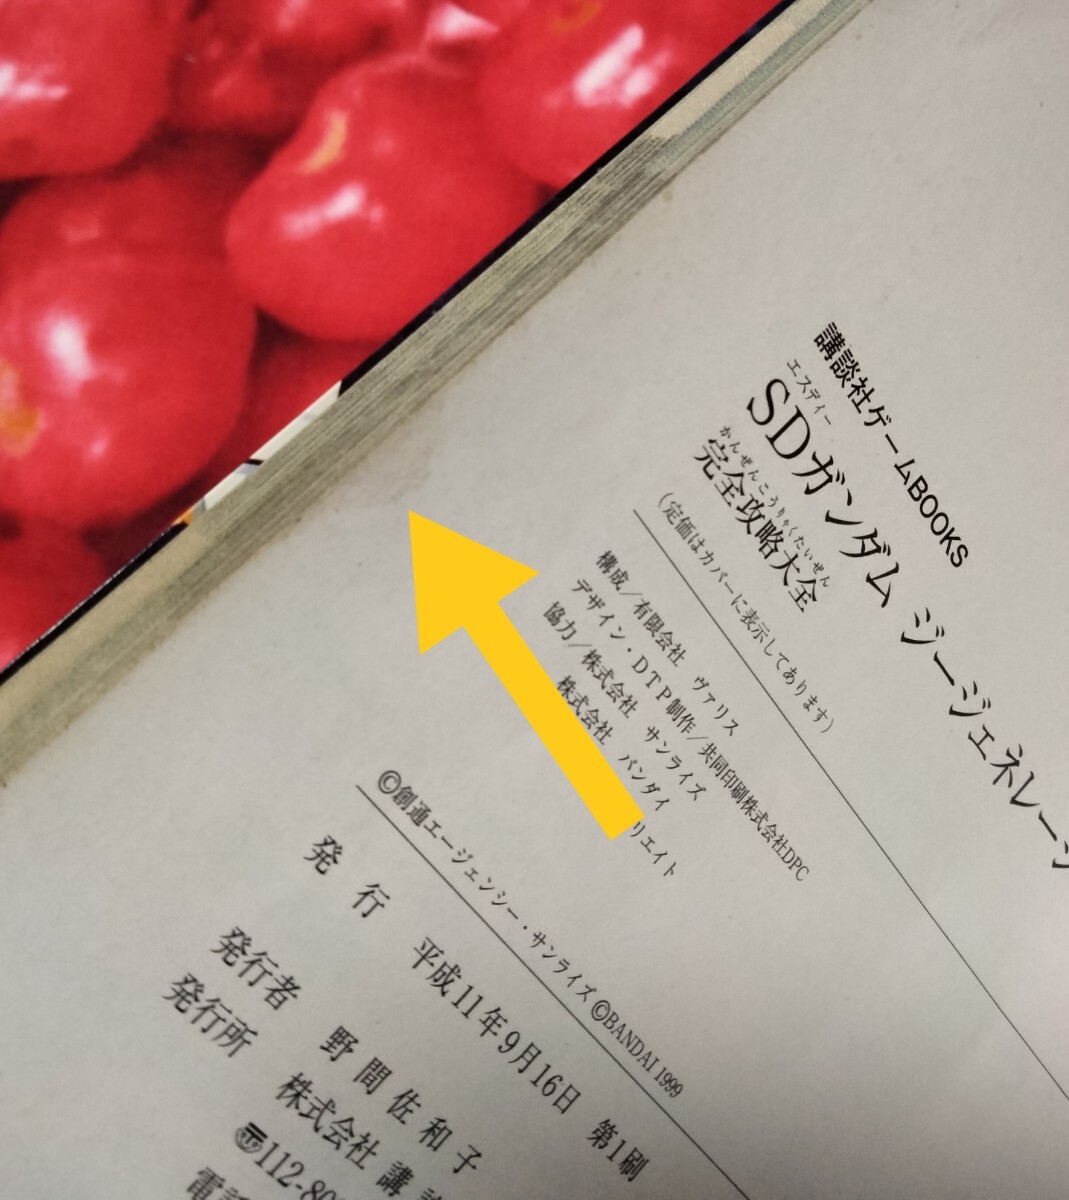 講談社ゲームBOOKS
エスディー
SDガンダム ジージェネレー
かんぜんこうりゃくたいぜん
完全攻略大全
(定価はカバーに表示してあります)
構成/有限会社 ヴァリス
デザイン・DTP制作/共同印刷株式会社DPC
協力/株式会社 サンライズ
株式会社 バンダイ
リエイト
©創通エージェンシー・サンライズ ©BANDAI 1999
発行 平成11年9月16日 第1刷
発行者 野間佐和子
発行所 株式会社 講
〠112-80
電話